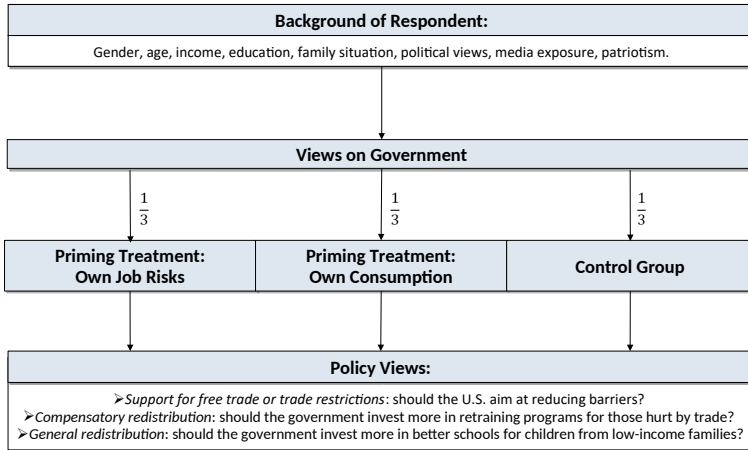 Background of Respondent:
Gender, age, income, education, family situation, political views, media exposure, patriotism.
Views on Government
1/3 1/3 1/3
Priming Treatment:
Own Job Risks
Priming Treatment:
Own Consumption
Control Group
Policy Views:
➢Support for free trade or trade restrictions: should the U.S. aim at reducing barriers?
➢Compensatory redistribution: should the government invest more in retraining programs for those hurt by trade?
➢General redistribution: should the government invest more in better schools for children from low-income families?